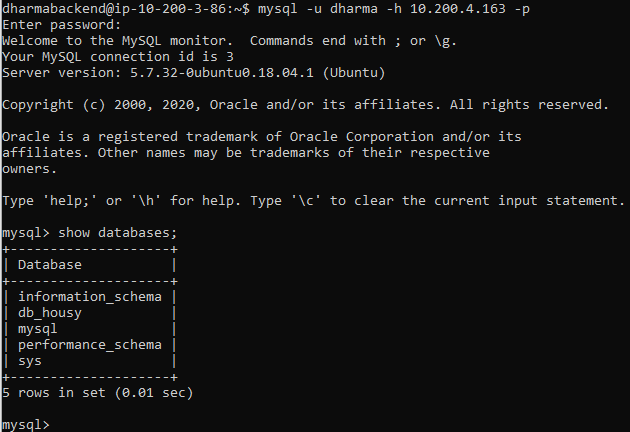 dharmabackend@ip-10-200-3-86:~$ mysql -u dharma -h 10.200.4.163 -p
Enter password:
Welcome to the MySQL monitor.  Commands end with ; or \g.
Your MySQL connection id is 3
Server version: 5.7.32-0ubuntu0.18.04.1 (Ubuntu)

Copyright (c) 2000, 2020, Oracle and/or its affiliates. All rights reserved.

Oracle is a registered trademark of Oracle Corporation and/or its
affiliates. Other names may be trademarks of their respective
owners.

Type 'help;' or '\h' for help. Type '\c' to clear the current input statement.

mysql> show databases;
+--------------------+
| Database           |
+--------------------+
| information_schema |
| db_housy           |
| mysql              |
| performance_schema |
| sys                |
+--------------------+
5 rows in set (0.01 sec)

mysql>